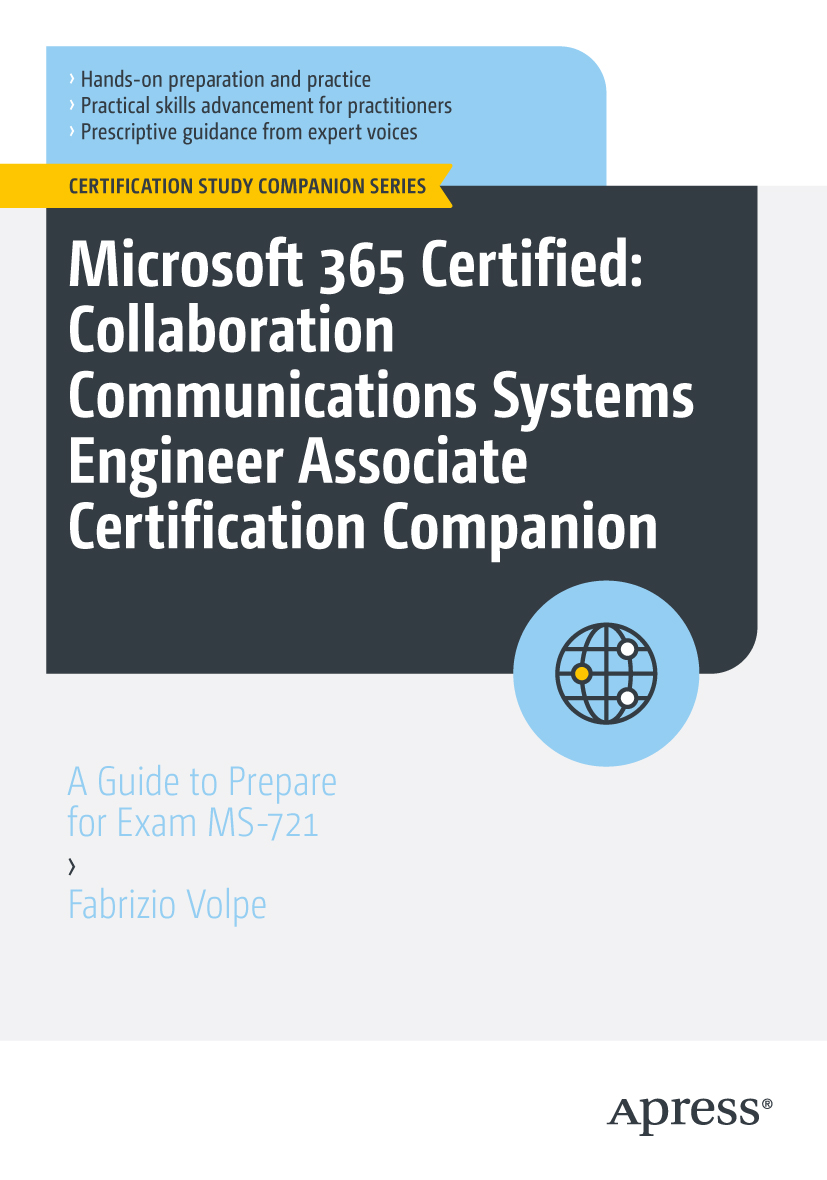 › Hands-on preparation and practice
› Practical skills advancement for practitioners
› Prescriptive guidance from expert voices
CERTIFICATION STUDY COMPANION SERIES
Microsoft 365 Certified:
Collaboration
Communications Systems
Engineer Associate
Certification Companion
A Guide to Prepare
for Exam MS-721
›
Fabrizio Volpe
Apress®